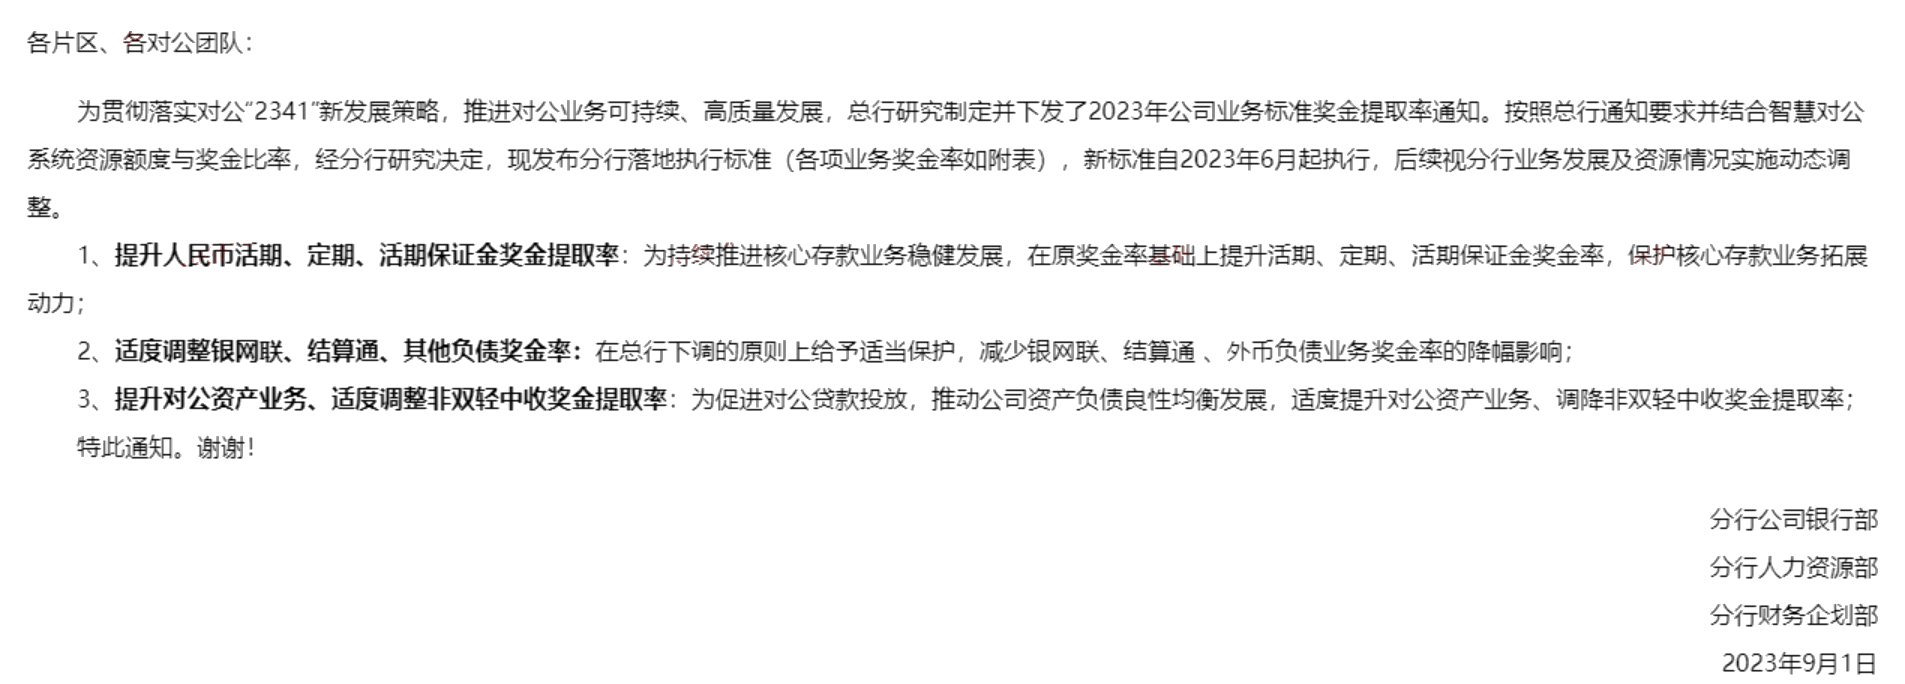 各片区、各对公团队：
为贯彻落实对公“2341”新发展策略，推进对公业务可持续、高质量发展，总行研究制定并下发了2023年公司业务标准奖金提取率通知。按照总行通知要求并结合智慧对公
系统资源额度与奖金比率，经分行研究决定，现发布分行落地执行标准（各项业务奖金率如附表），新标准自2023年6月起执行，后续视分行业务发展及资源情况实施动态调
整。
1、提升人民币活期、定期、活期保证金奖金提取率：为持续推进核心存款业务稳健发展，在原奖金率基础上提升活期、定期、活期保证金奖金率，保护核心存款业务拓展
动力；
2、适度调整银网联、结算通、其他负债奖金率：在总行下调的原则上给予适当保护，减少银网联、结算通 、外币负债业务奖金率的降幅影响；
3、提升对公资产业务、适度调整非双轻中收奖金提取率：为促进对公贷款投放，推动公司资产负债良性均衡发展，适度提升对公资产业务、调降非双轻中收奖金提取率；
特此通知。谢谢！
分行公司银行部
分行人力资源部
分行财务企划部
2023年9月1日